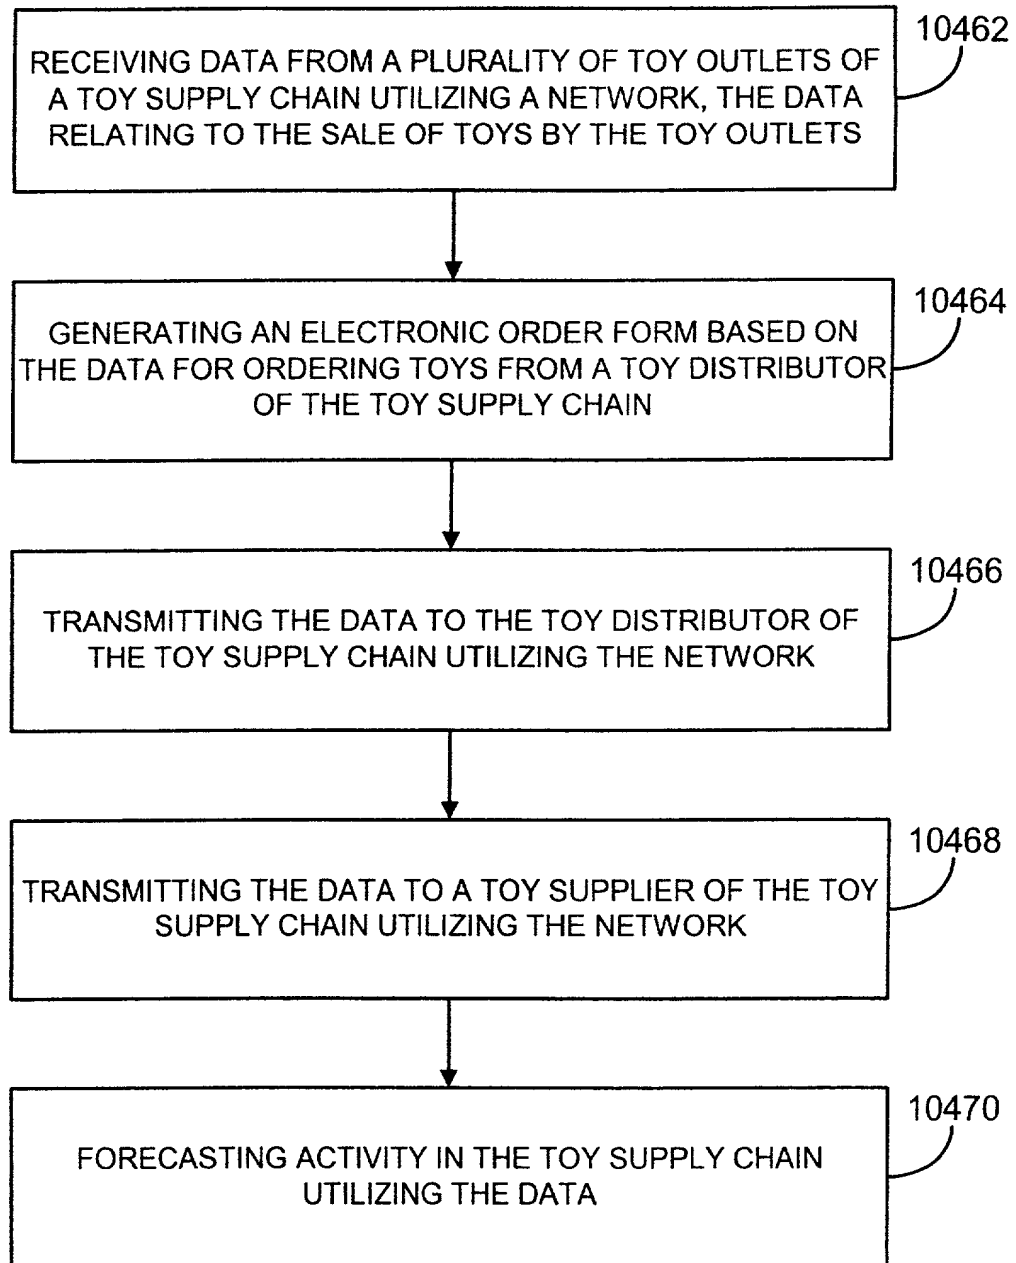 10462
RECEIVING DATA FROM A PLURALITY OF TOY OUTLETS OF
A TOY SUPPLY CHAIN UTILIZING A NETWORK, THE DATA
RELATING TO THE SALE OF TOYS BY THE TOY OUTLETS
10464
GENERATING AN ELECTRONIC ORDER FORM BASED ON
THE DATA FOR ORDERING TOYS FROM A TOY DISTRIBUTOR
OF THE TOY SUPPLY CHAIN
10466
TRANSMITTING THE DATA TO THE TOY DISTRIBUTOR OF
THE TOY SUPPLY CHAIN UTILIZING THE NETWORK
10468
TRANSMITTING THE DATA TO A TOY SUPPLIER OF THE TOY
SUPPLY CHAIN UTILIZING THE NETWORK
10470
FORECASTING ACTIVITY IN THE TOY SUPPLY CHAIN
UTILIZING THE DATA